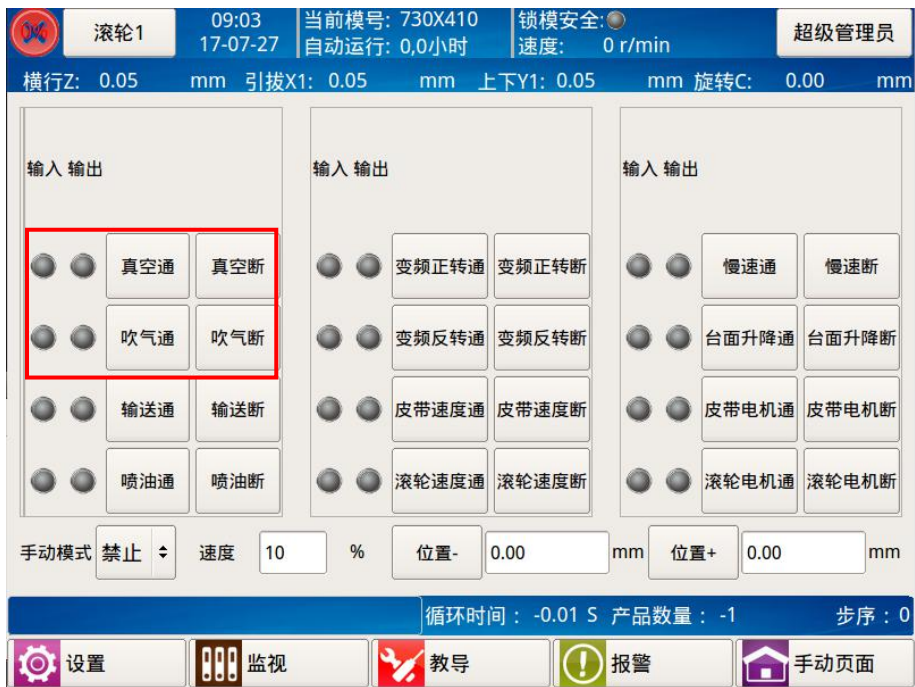 滚轮1
09:03
17-07-27
当前模号: 730X410
自动运行: 0,0小时
锁模安全:
速度: 0 r/min
超级管理员
横行Z: 0.05 mm 引拔X1: 0.05 mm 上下Y1: 0.05 mm 旋转C: 0.00 mm
输入 输出 输入 输出 输入 输出
真空通 真空断 变频正转通 变频正转断 慢速通 慢速断
吹气通 吹气断 变频反转通 变频反转断 台面升降通 台面升降断
输送通 输送断 皮带速度通 皮带速度断 皮带电机通 皮带电机断
喷油通 喷油断 滚轮速度通 滚轮速度断 滚轮电机通 滚轮电机断
手动模式 禁止 速度 10 % 位置- 0.00 mm 位置+ 0.00 mm
循环时间： -0.01 S 产品数量： -1 步序：0
设置 监视 教导 报警 手动页面